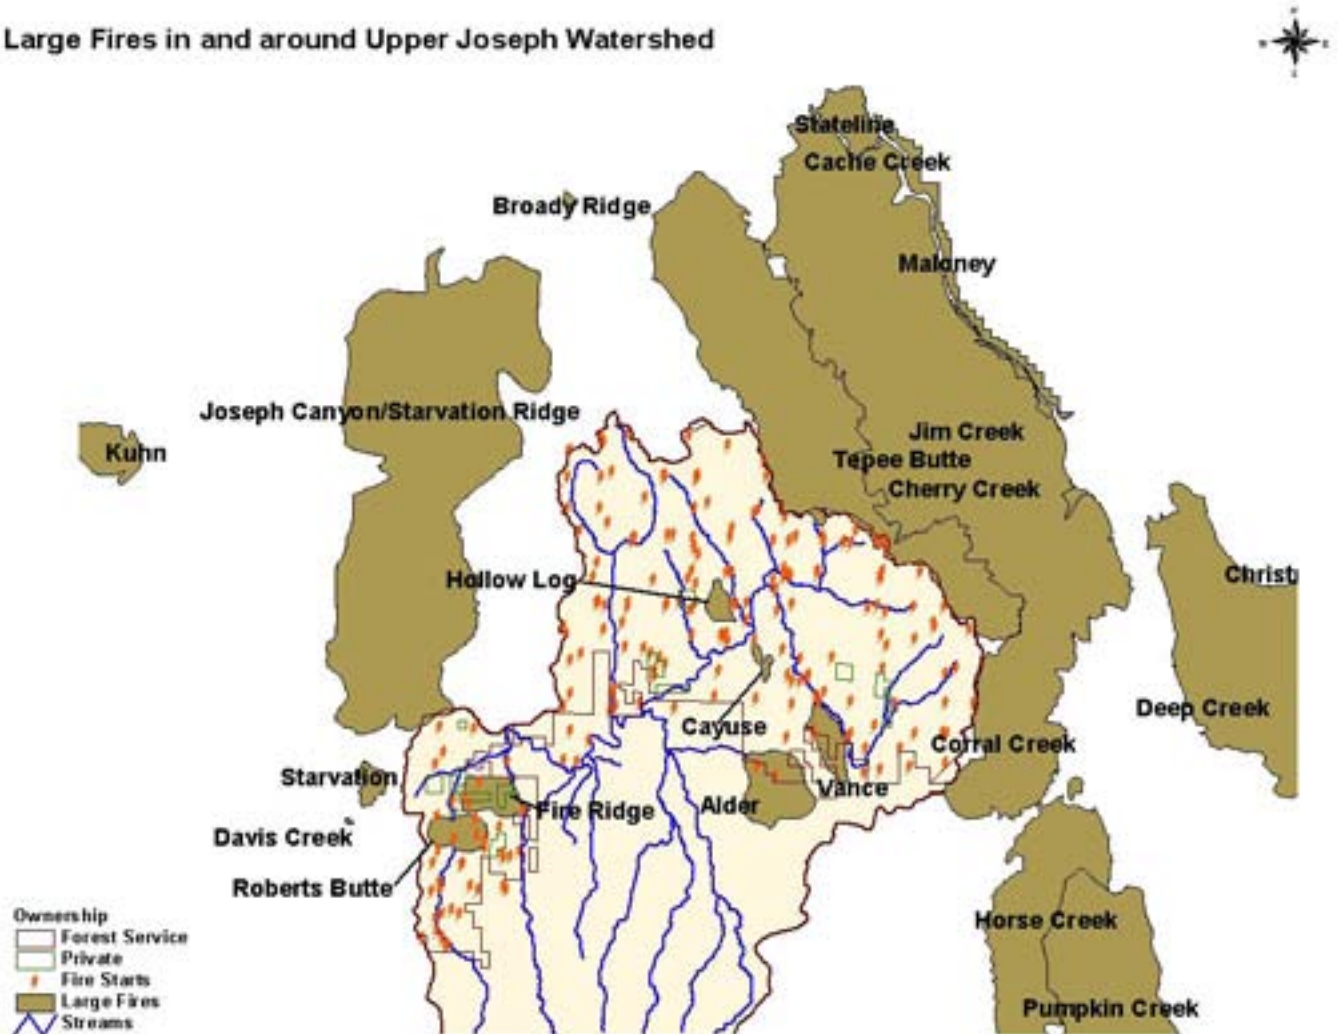 Large Fires in and around Upper Joseph Watershed
Stateline
Cache Creek
Broady Ridge
Maloney
Joseph Canyon/Starvation Ridge
Kuhn
Jim Creek
Tepee Butte
Cherry Creek
Hollow Log
Christ
Deep Creek
Cayuse
Corral Creek
Starvation
Vance
Fire Ridge
Alder
Davis Creek
Roberts Butte
Horse Creek
Pumpkin Creek
Ownership
Forest Service
Private
Fire Starts
Large Fires
Streams